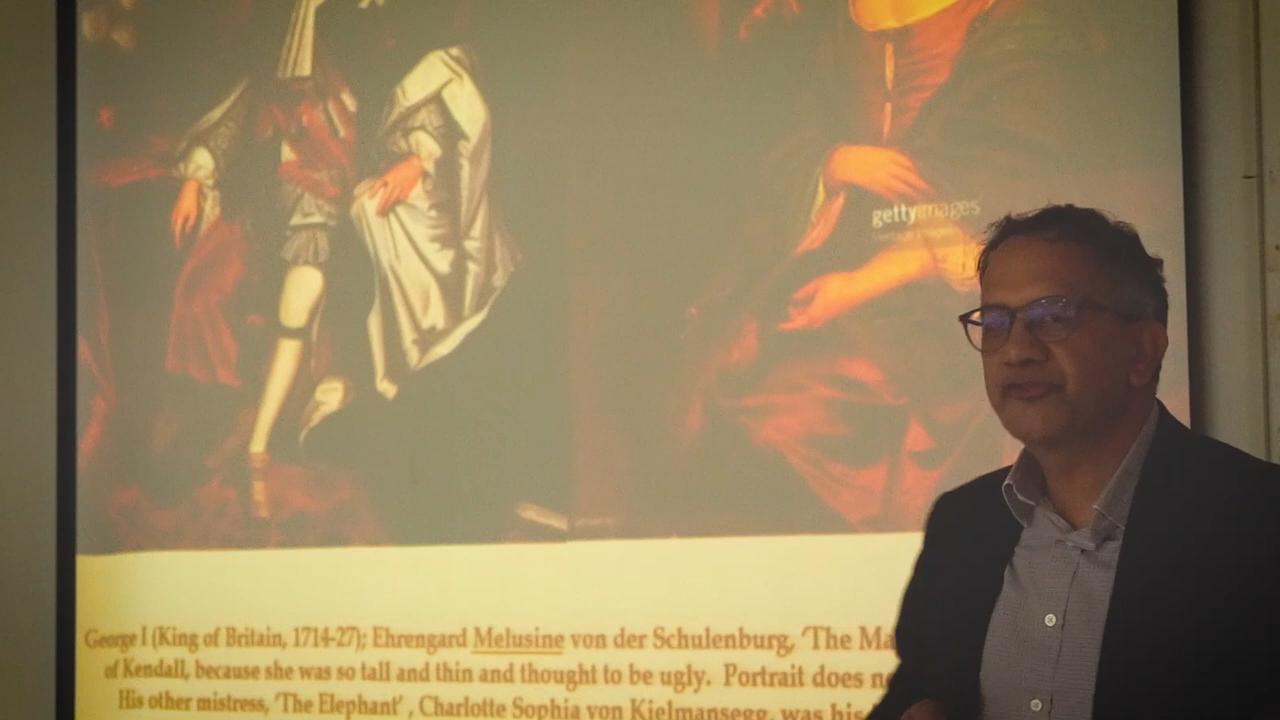 gettyimages
George I (King of Britain, 1714-27); Ehrengard Melusine von der Schulenburg, 'The Ma
of Kendall, because she was so tall and thin and thought to be ugly. Portrait does n
His other mistress, 'The Elephant' , Charlotte Sophia von Kielmansegg, was his